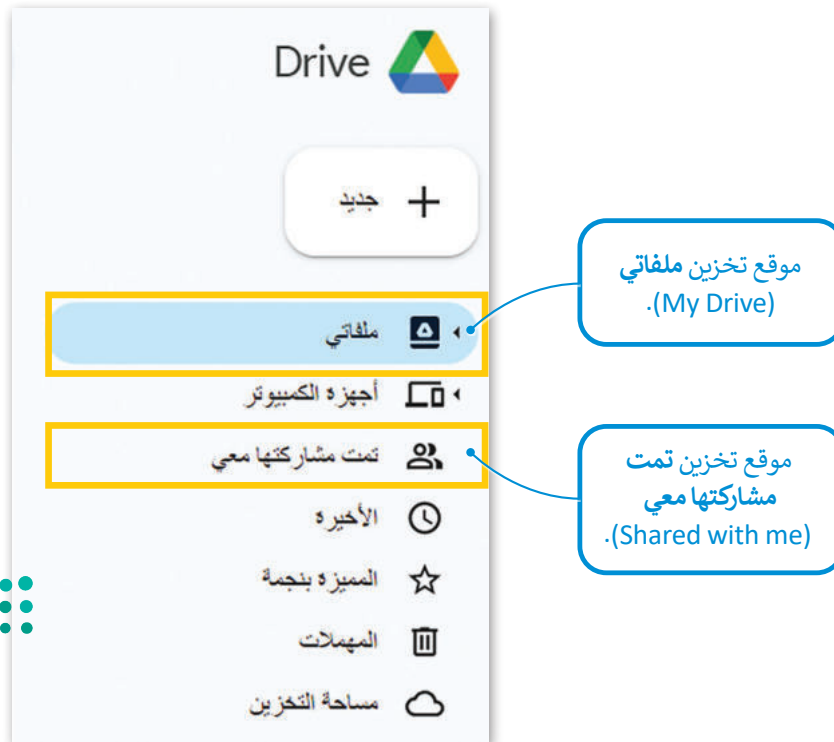 Drive
جديد
ملفاتي
أجهزة الكمبيوتر
تمت مشاركتها معي
الأخيرة
المميزة بنجمة
المهملات
مساحة التخزين
موقع تخزين ملفاتي
(My Drive).
موقع تخزين تمت
مشاركتها معي
(Shared with me).